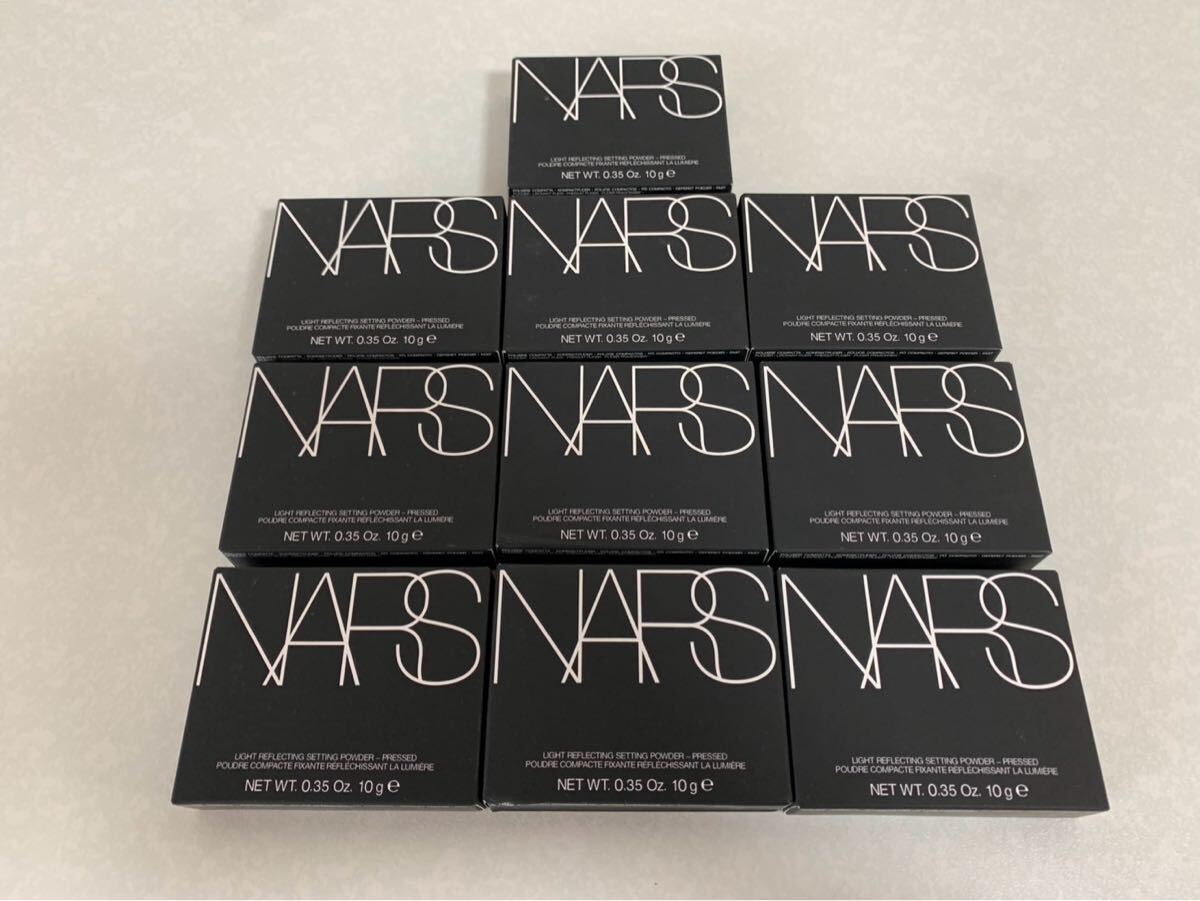 NARS
LIGHT REFLECTING SETTING POWDER – PRESSED
POUDRE COMPACTE FIXANTE RÉFLÉCHISSANT LA LUMIÈRE
NET WT. 0.35 Oz. 10 g e
NARS
LIGHT REFLECTING SETTING POWDER – PRESSED
POUDRE COMPACTE FIXANTE RÉFLÉCHISSANT LA LUMIÈRE
NET WT. 0.35 Oz. 10 g e
NARS
LIGHT REFLECTING SETTING POWDER – PRESSED
POUDRE COMPACTE FIXANTE RÉFLÉCHISSANT LA LUMIÈRE
NET WT. 0.35 Oz. 10 g e
NARS
LIGHT REFLECTING SETTING POWDER – PRESSED
POUDRE COMPACTE FIXANTE RÉFLÉCHISSANT LA LUMIÈRE
NET WT. 0.35 Oz. 10 g e
NARS
LIGHT REFLECTING SETTING POWDER – PRESSED
POUDRE COMPACTE FIXANTE RÉFLÉCHISSANT LA LUMIÈRE
NET WT. 0.35 Oz. 10 g e
NARS
LIGHT REFLECTING SETTING POWDER – PRESSED
POUDRE COMPACTE FIXANTE RÉFLÉCHISSANT LA LUMIÈRE
NET WT. 0.35 Oz. 10 g e
NARS
LIGHT REFLECTING SETTING POWDER – PRESSED
POUDRE COMPACTE FIXANTE RÉFLÉCHISSANT LA LUMIÈRE
NET WT. 0.35 Oz. 10 g e
NARS
LIGHT REFLECTING SETTING POWDER – PRESSED
POUDRE COMPACTE FIXANTE RÉFLÉCHISSANT LA LUMIÈRE
NET WT. 0.35 Oz. 10 g e
NARS
LIGHT REFLECTING SETTING POWDER – PRESSED
POUDRE COMPACTE FIXANTE RÉFLÉCHISSANT LA LUMIÈRE
NET WT. 0.35 Oz. 10 g e
NARS
LIGHT REFLECTING SETTING POWDER – PRESSED
POUDRE COMPACTE FIXANTE RÉFLÉCHISSANT LA LUMIÈRE
NET WT. 0.35 Oz. 10 g e